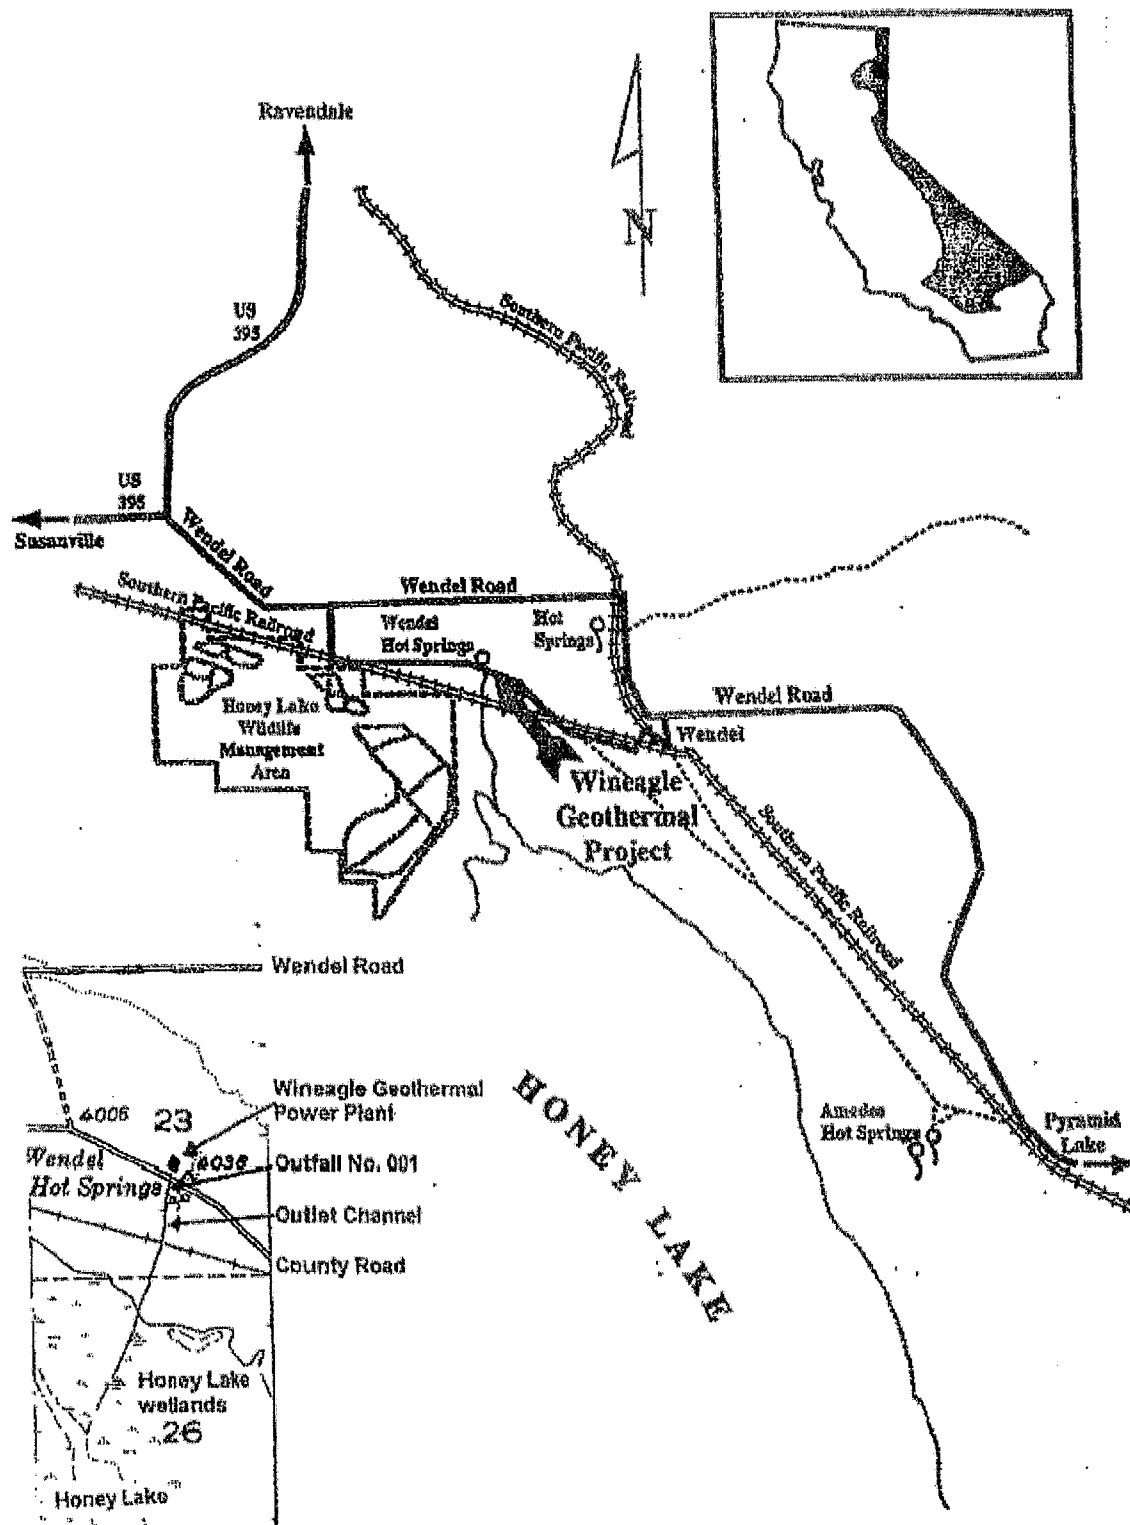 Ravendale
N
US
395
Southern Pacific Railroad
US
395
Susanville
Wendel Road
Southern Pacific Railroad
Wendel Road
Wendel
Hot Springs
Hot
Springs
Wendel Road
Wendel
Honey Lake
Wildlife
Management
Area
Wineagle
Geothermal
Project
Southern Pacific Railroad
Amedee
Hot Springs
Pyramid
Lake
HONEY LAKE
Wendel Road
Wineagle Geothermal
Power Plant
4006
23
4036
Outfall No. 001
Wendel
Hot Springs
Outlet Channel
County Road
Honey Lake
wetlands
26
Honey Lake